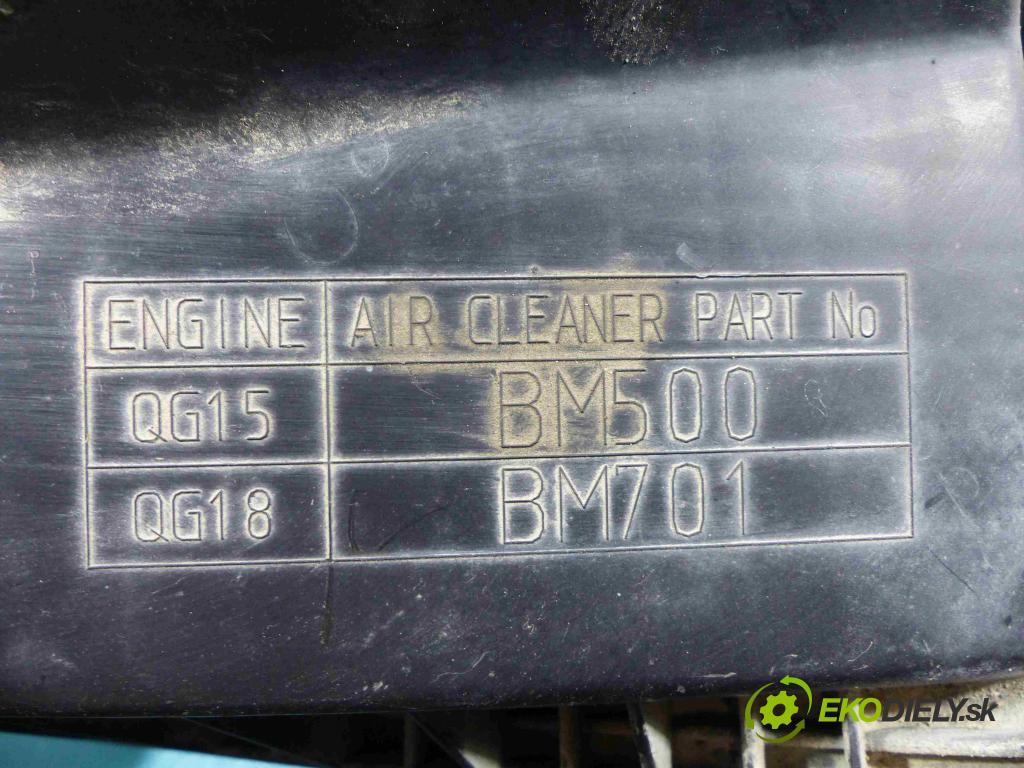 ENGINE AIR CLEANER PART No
QG15 BM500
QG18 BM701
EKODIELY.sk